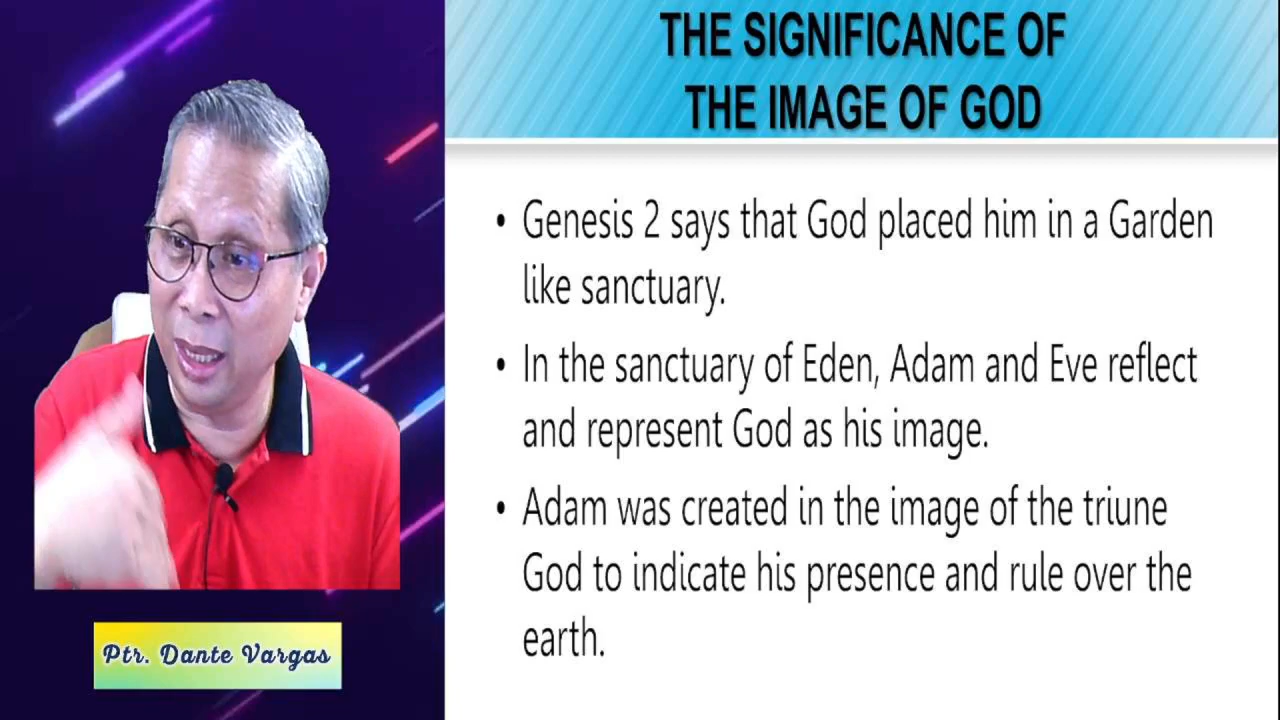 THE SIGNIFICANCE OF
THE IMAGE OF GOD
• Genesis 2 says that God placed him in a Garden
like sanctuary.
• In the sanctuary of Eden, Adam and Eve reflect
and represent God as his image.
• Adam was created in the image of the triune
God to indicate his presence and rule over the
earth.
Ptr. Dante Vargas